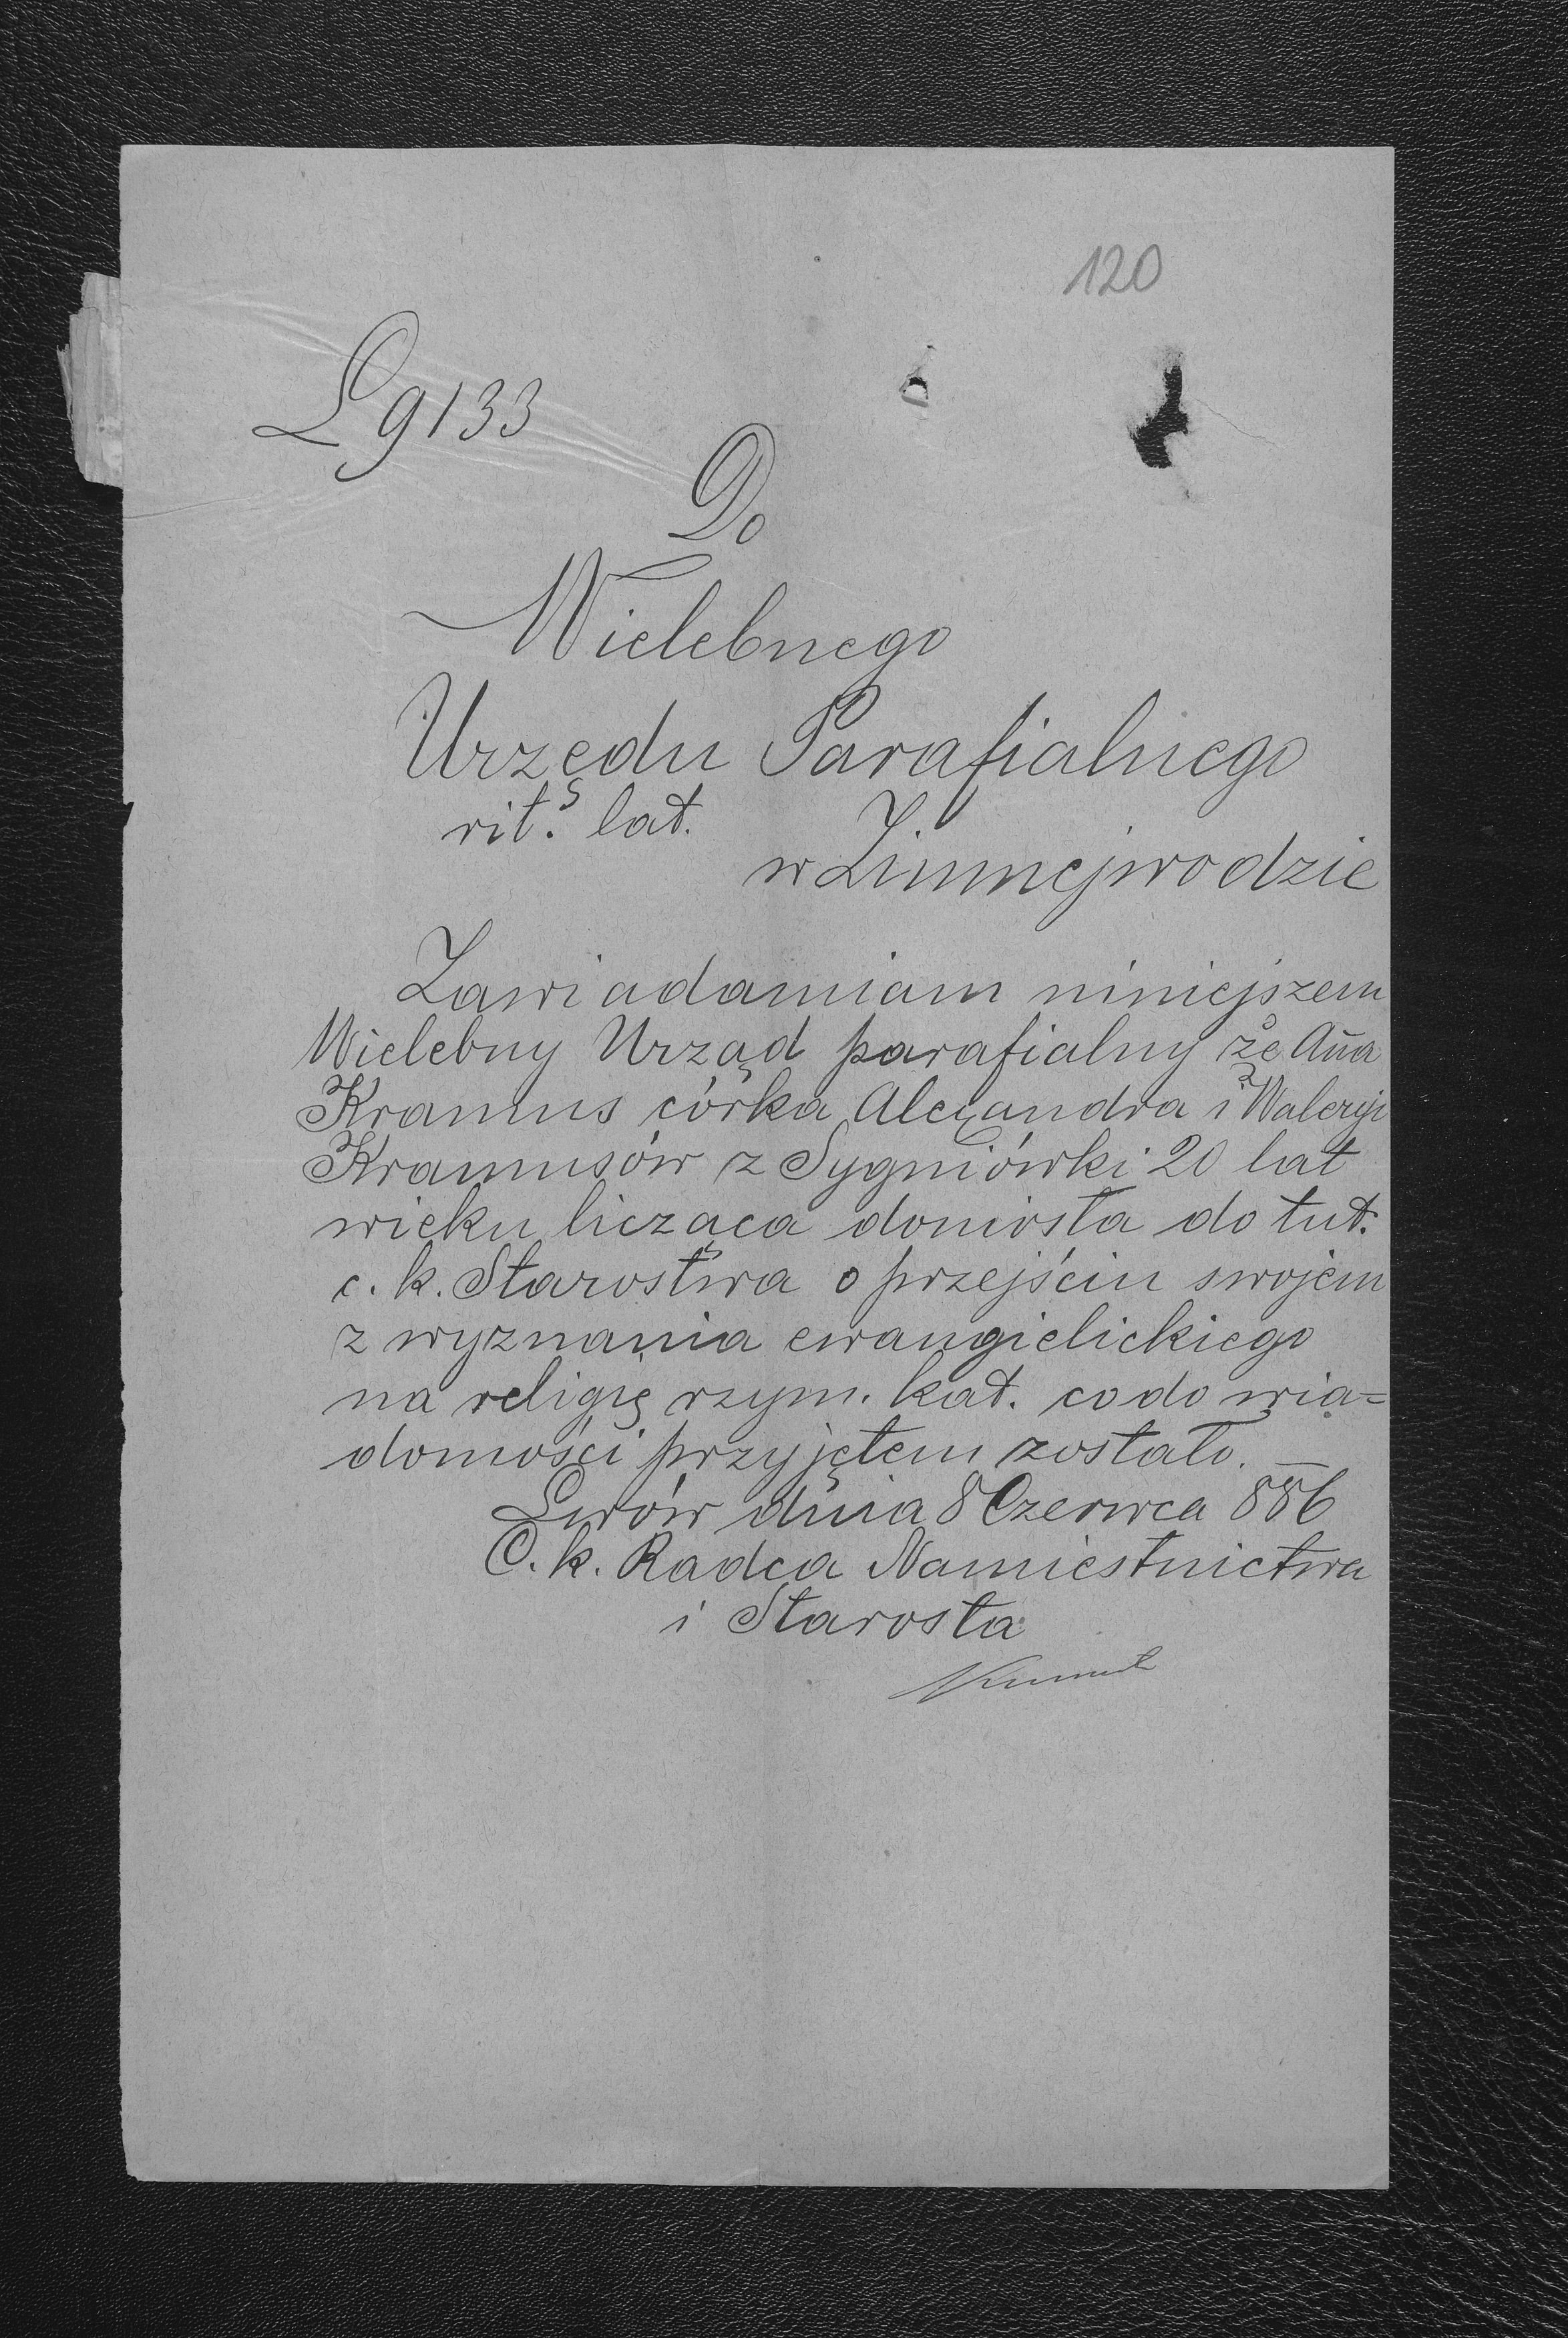 120
L 9133
Do
Wielebnego
Urzędu Parafialnego
rit. lat.
w Zimnejwodzie
Zawiadamiam niniejszem
Wielebny Urząd parafialny że Ana
Kramus córka Alexandra i Waleryi
Kramusów z Sygniówki 20 lat
wieku licząca doniosła do tut.
c. k. Starostwa o przejściu swojem
z wyznania ewangielickiego
na religię rzym. kat. co do wia=
domości przyjętem zostało.
Lwów dnia 8 Czerwca 886
C. k. Radca Namiestnictwa
i Starosta